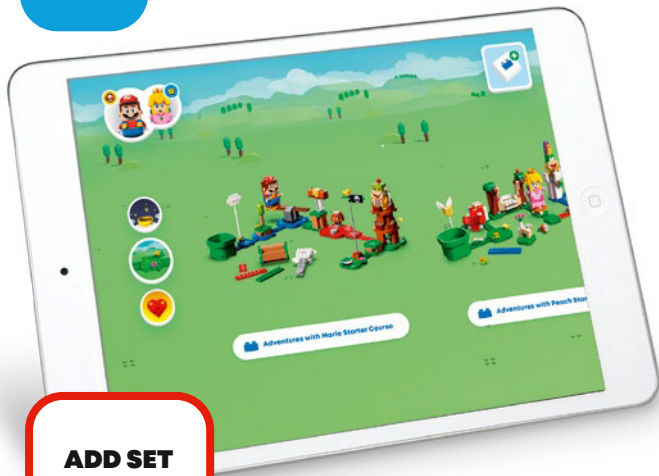 Adventures with Mario Starter Course
Adventures with Peach Star
ADD SET